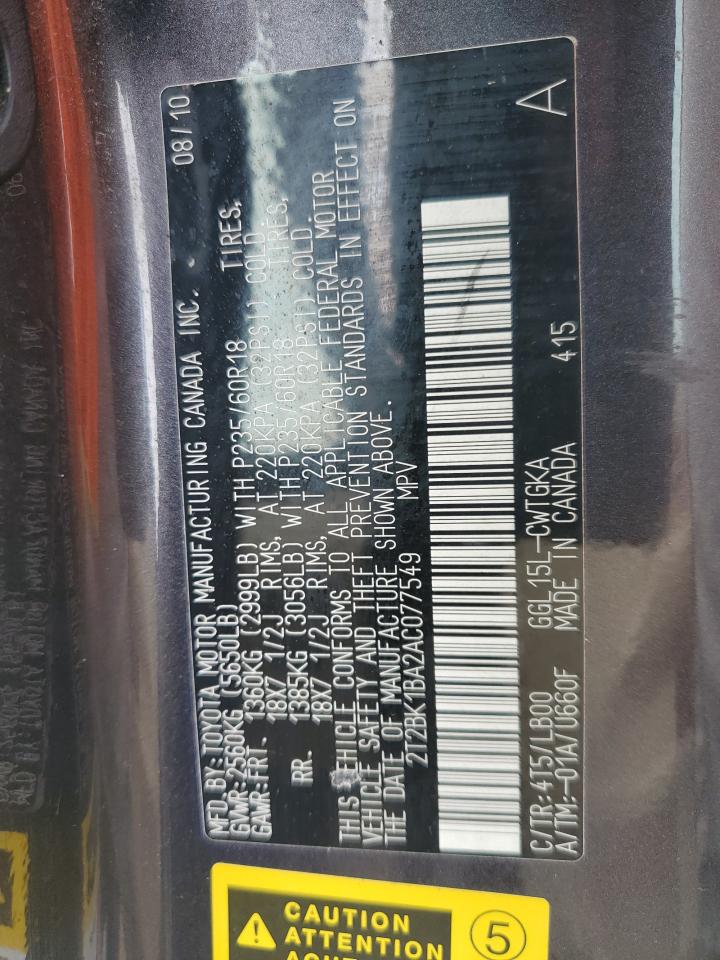 MFD BY:TOYOTA MOTOR MANUFACTURING CANADA INC. 08/10
GVWR:2560KG (5650LB)
GAWR:FRT. 1360KG (2999LB) WITH P235/60R18 TIRES,
18X7 1/2J RIMS, AT 220KPA (32PSI) COLD
RR. 1385KG (3056LB) WITH P235/60R18 TIRES,
18X7 1/2J RIMS, AT 220KPA (32PSI) COLD
THIS VEHICLE CONFORMS TO ALL APPLICABLE FEDERAL MOTOR
VEHICLE SAFETY AND THEFT PREVENTION STANDARDS IN EFFECT ON
THE DATE OF MANUFACTURE SHOWN ABOVE.
2T2BK1BA2AC077549 MPV
C/TR:4T5/LB00 GGL15L-CWTGKA 415 A
A/TM:-01A/U660F MADE IN CANADA
CAUTION
ATTENTION
5